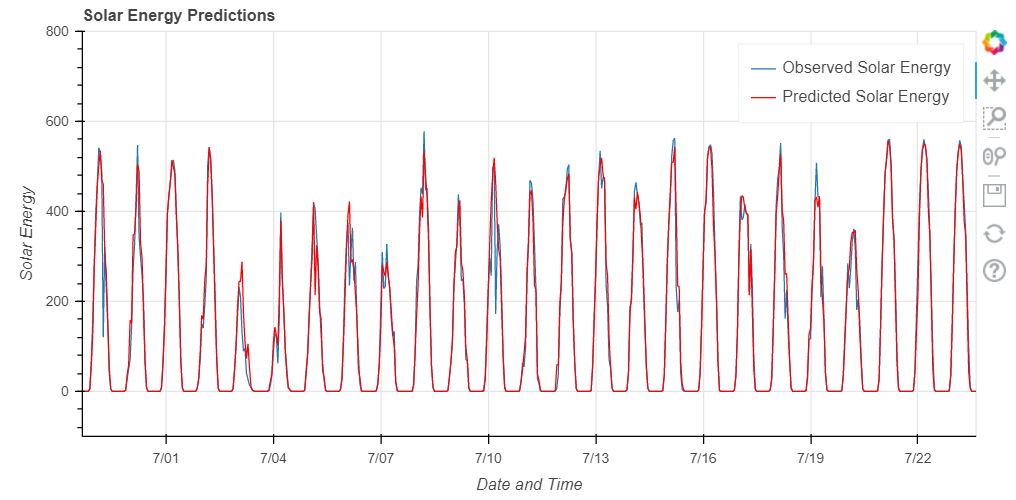 Solar Energy Predictions
800
600
400
200
0
Solar Energy
Observed Solar Energy
Predicted Solar Energy
7/01
7/04
7/07
7/10
7/13
7/16
7/19
7/22
Date and Time
?